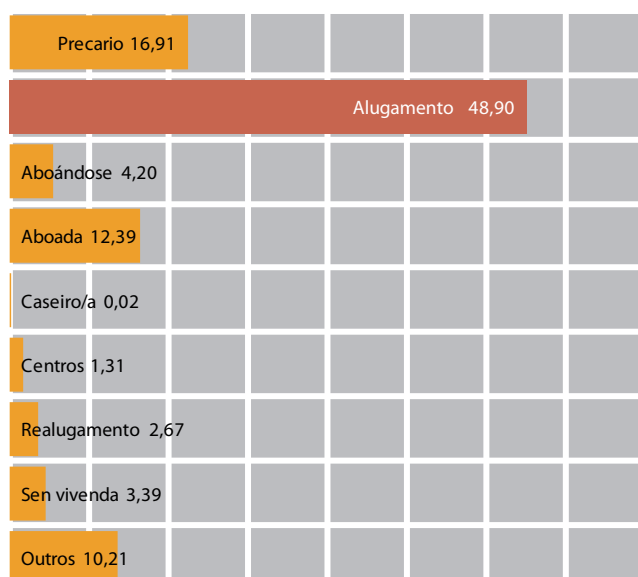 Precario 16,91
Alugamento 48,90
Aboándose 4,20
Aboada 12,39
Caseiro/a 0,02
Centros 1,31
Realugamento 2,67
Sen vivenda 3,39
Outros 10,21